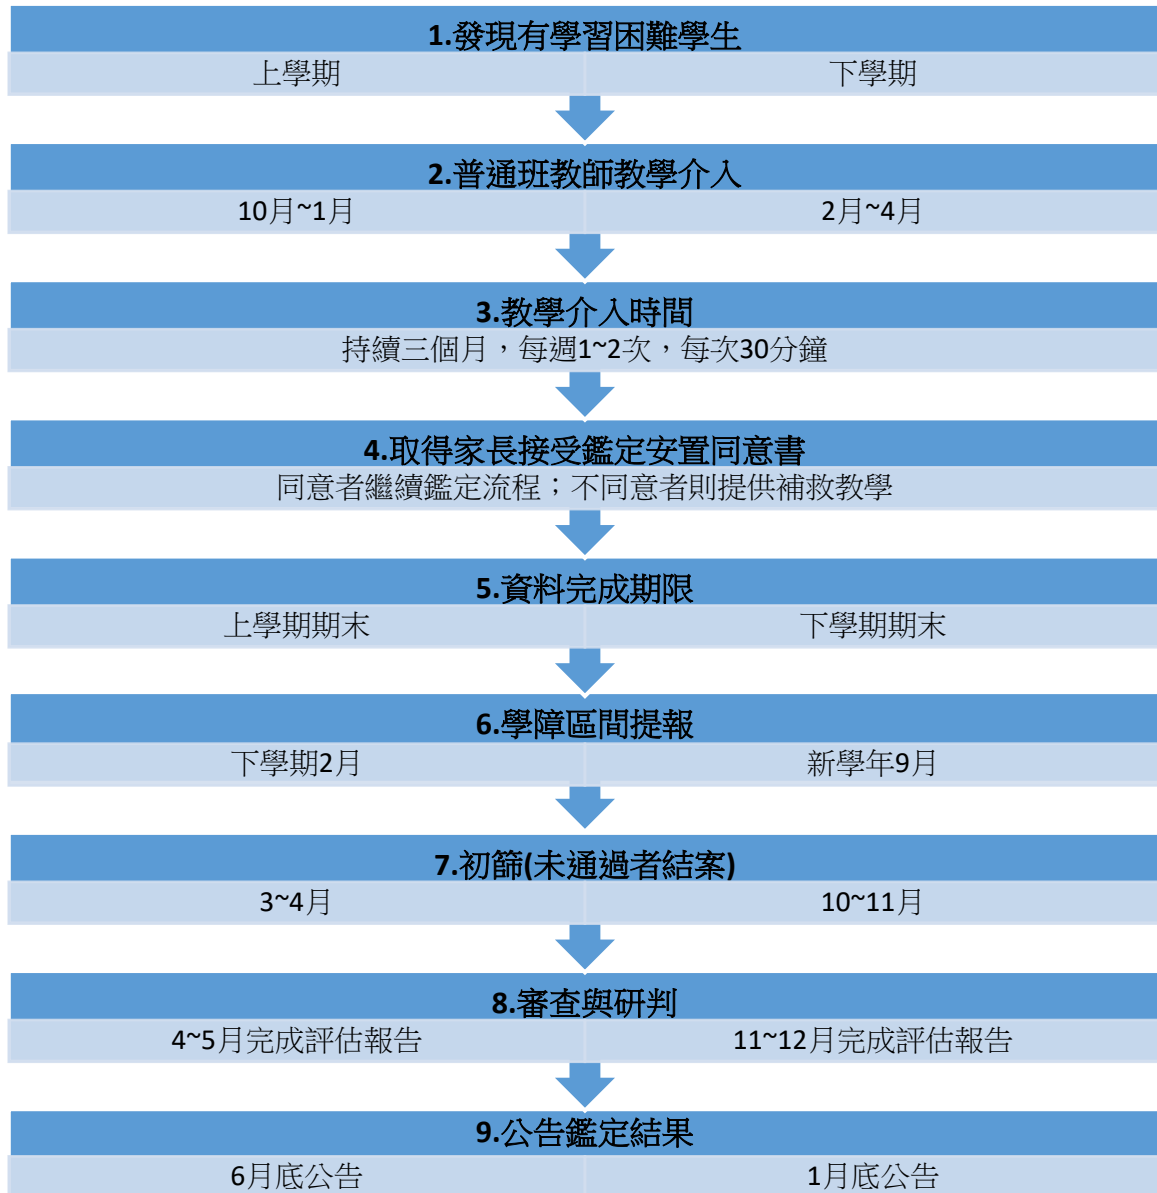 1.發現有學習困難學生
上學期 下學期
2.普通班教師教學介入
10月~1月 2月~4月
3.教學介入時間
持續三個月，每週1~2次，每次30分鐘
4.取得家長接受鑑定安置同意書
同意者繼續鑑定流程；不同意者則提供補救教學
5.資料完成期限
上學期期末 下學期期末
6.學障區間提報
下學期2月 新學年9月
7.初篩(未通過者結案)
3~4月 10~11月
8.審查與研判
4~5月完成評估報告 11~12月完成評估報告
9.公告鑑定結果
6月底公告 1月底公告